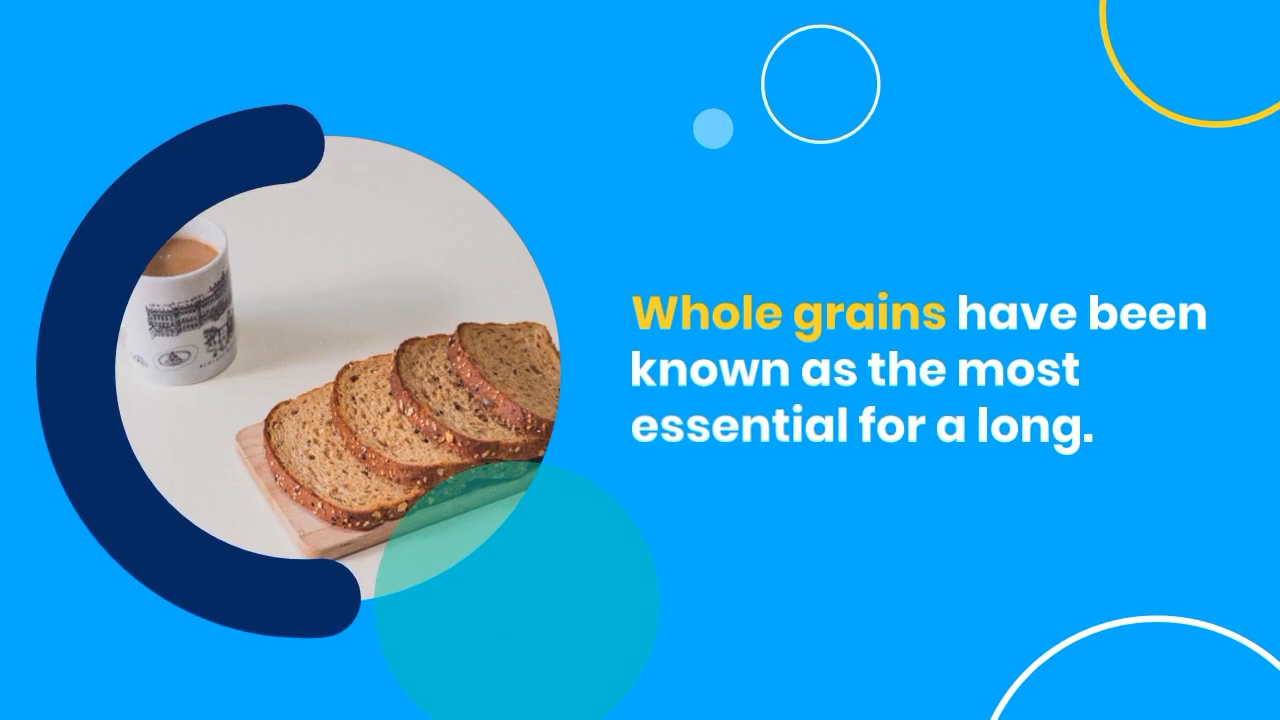 Whole grains have been
known as the most
essential for a long.